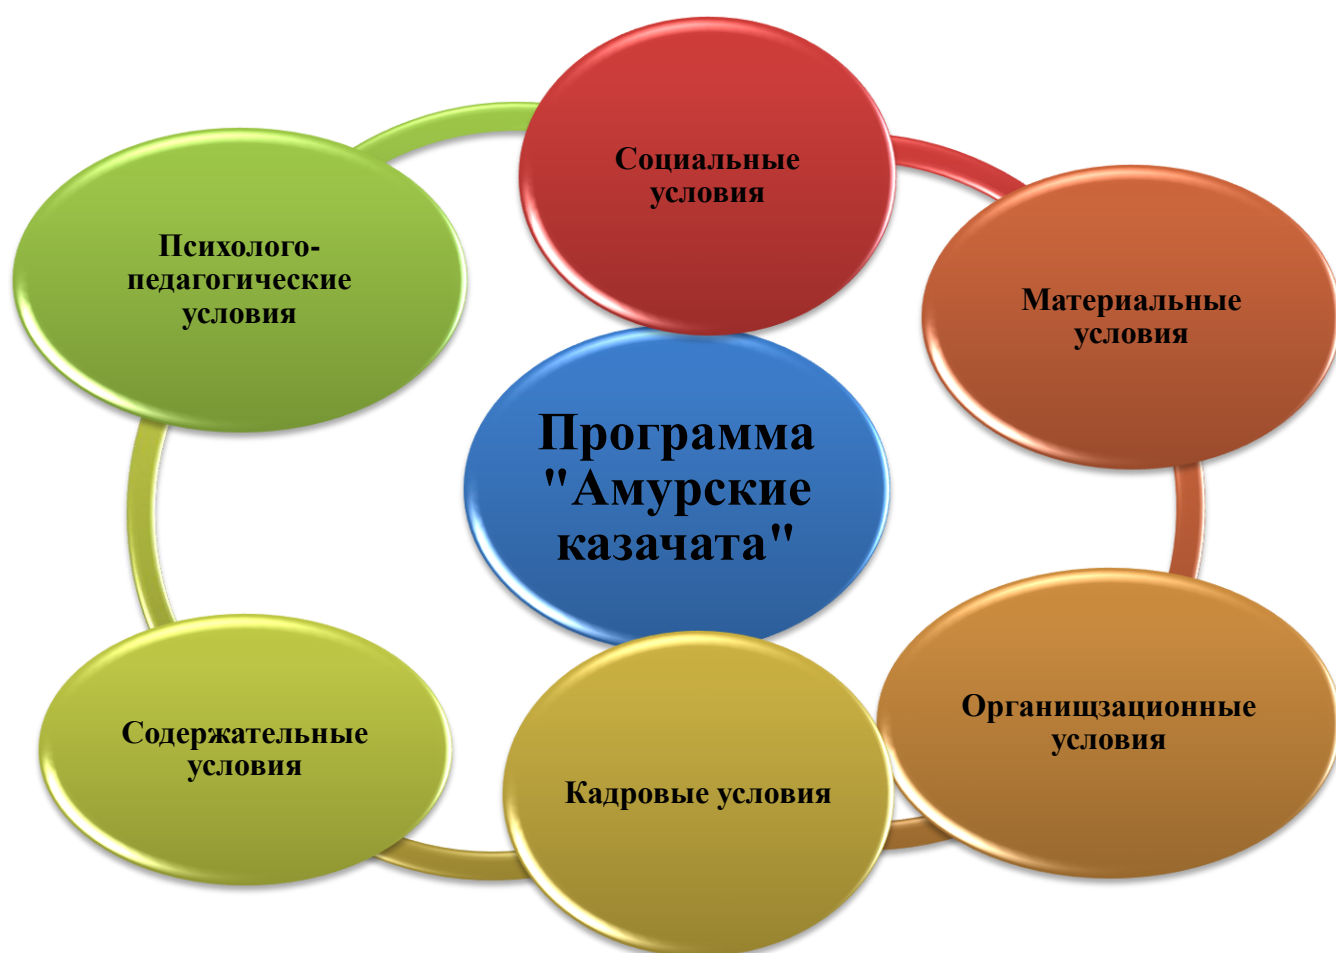 Социальные
условия
Психолого-
педагогические
условия
Материальные
условия
Программа
"Амурские
казачата"
Органищзационные
условия
Содержательные
условия
Кадровые условия